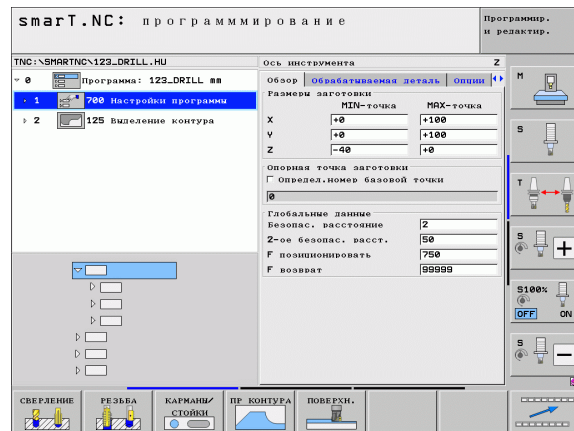 smarT.NC: программмирование
Программир.
и редактир.
TNC:\SMARTNC\123_DRILL.HU
Ось инструмента Z
0 Программа: 123_DRILL mm
1 700 Настройки программы
2 125 Выделение контура
Обзор Обрабатываемая деталь Опции
Размеры заготовки
MIN-точка MAX-точка
X +0 +100
Y +0 +100
Z -40 +0
Опорная точка заготовки
Определ.номер базовой точки
0
Глобальные данные
Безопас. расстояние 2
2-ое безопас. расст. 50
F позиционировать 750
F возврат 99999
M
S
T
S
S100%
OFF ON
S
СВЕРЛЕНИЕ
РЕЗЬБА
КАРМАНЫ/
СТОЙКИ
ПР КОНТУРА
ПОВЕРХН.